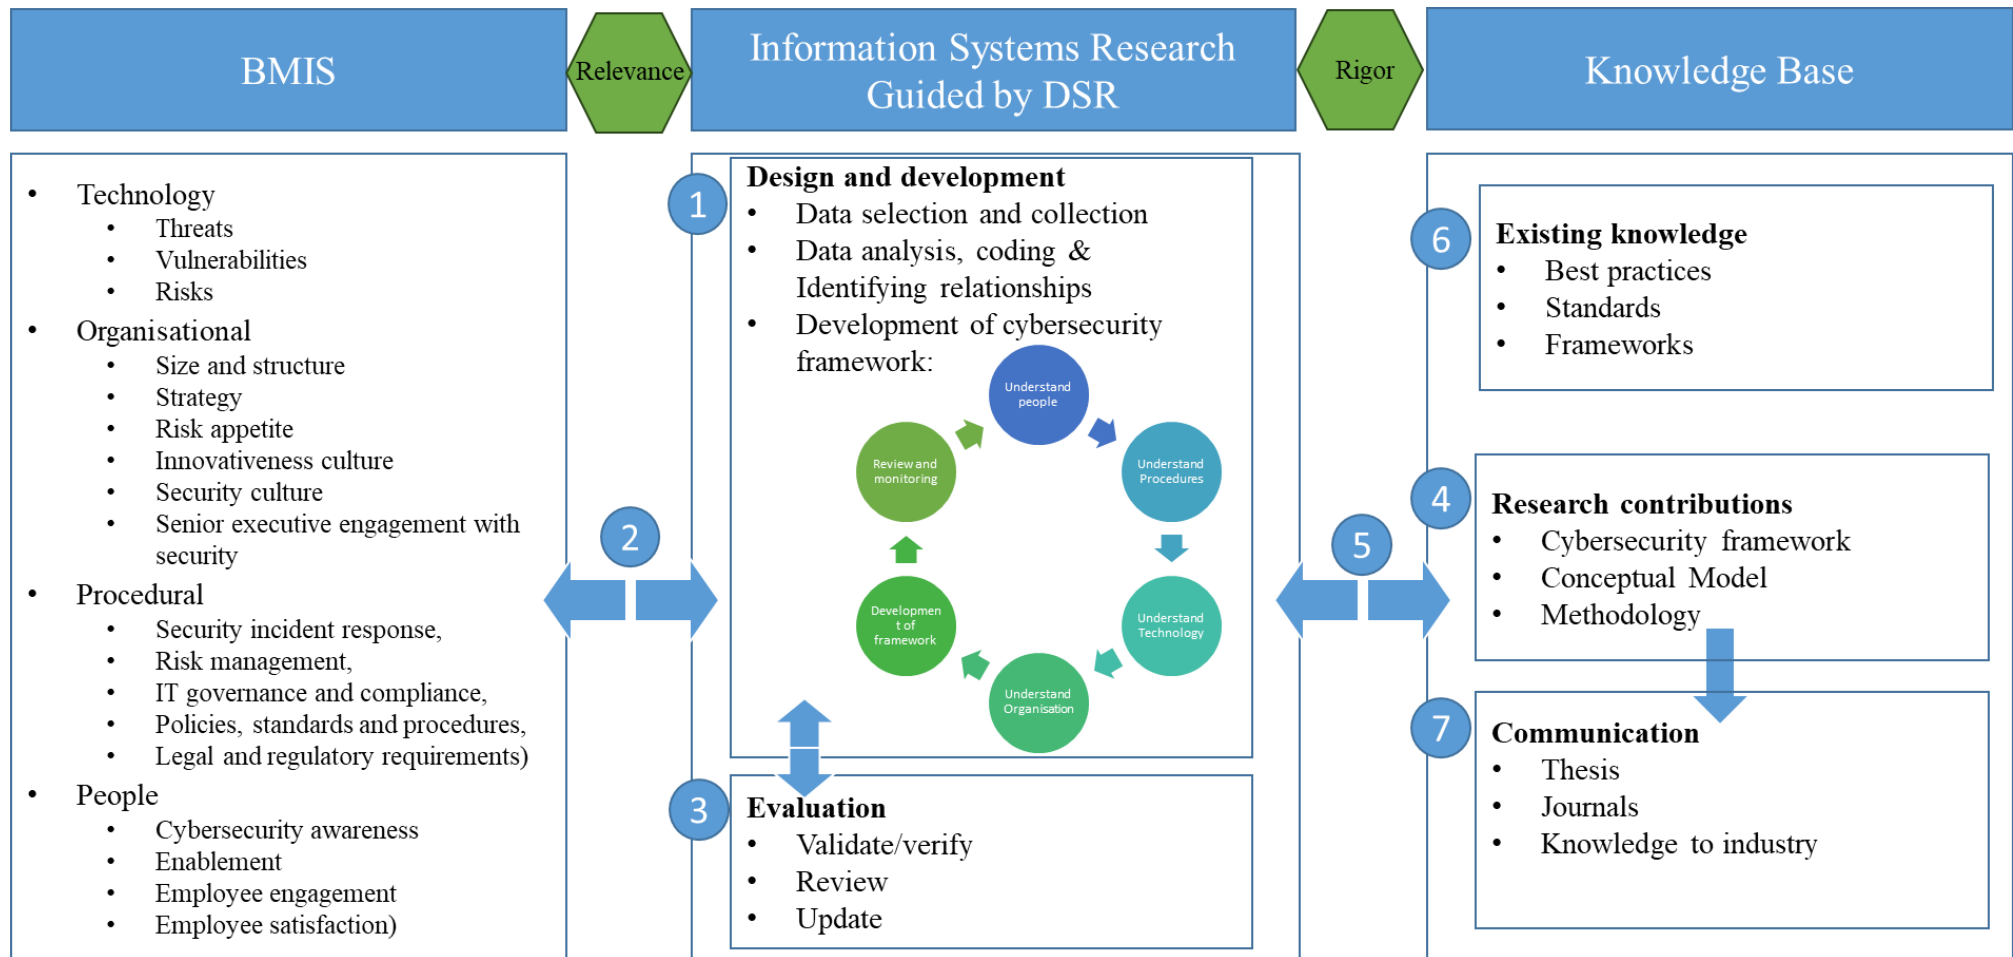 BMIS
Relevance
Information Systems Research
Guided by DSR
Rigor
Knowledge Base
• Technology
• Threats
• Vulnerabilities
• Risks
• Organisational
• Size and structure
• Strategy
• Risk appetite
• Innovativeness culture
• Security culture
• Senior executive engagement with
security
• Procedural
• Security incident response,
• Risk management,
• IT governance and compliance,
• Policies, standards and procedures,
• Legal and regulatory requirements)
• People
• Cybersecurity awareness
• Enablement
• Employee engagement
• Employee satisfaction)
2
1
Design and development
• Data selection and collection
• Data analysis, coding &
Identifying relationships
• Development of cybersecurity
framework:
Understand
people
Understand
Procedures
Understand
Technology
Understand
Organisation
Developmen
t of
framework
Review and
monitoring
3
Evaluation
• Validate/verify
• Review
• Update
5
6
Existing knowledge
• Best practices
• Standards
• Frameworks
4
Research contributions
• Cybersecurity framework
• Conceptual Model
• Methodology
7
Communication
• Thesis
• Journals
• Knowledge to industry